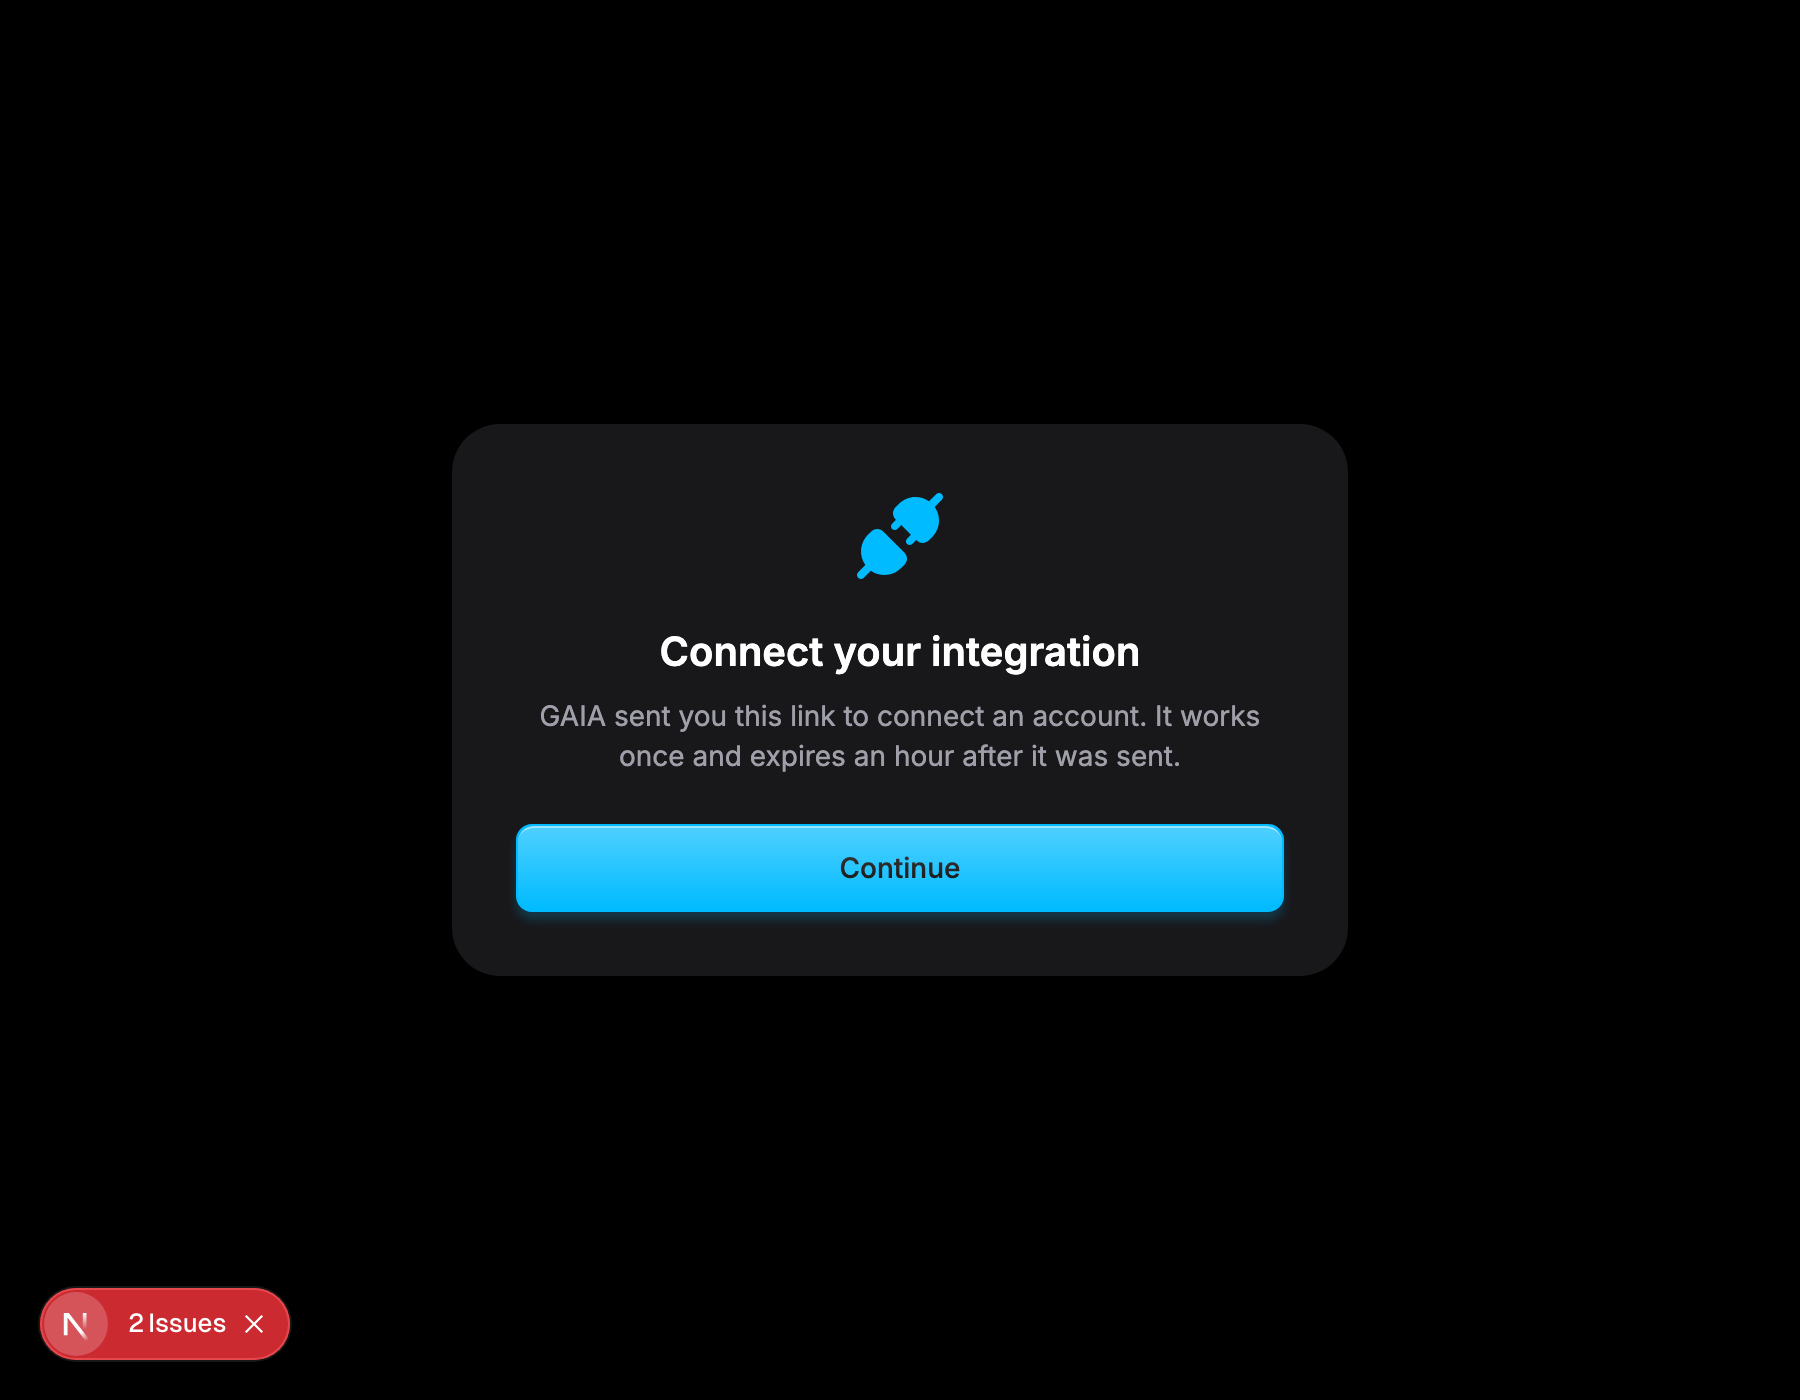 Connect your integration
GAIA sent you this link to connect an account. It works
once and expires an hour after it was sent.
Continue
N
2 Issues